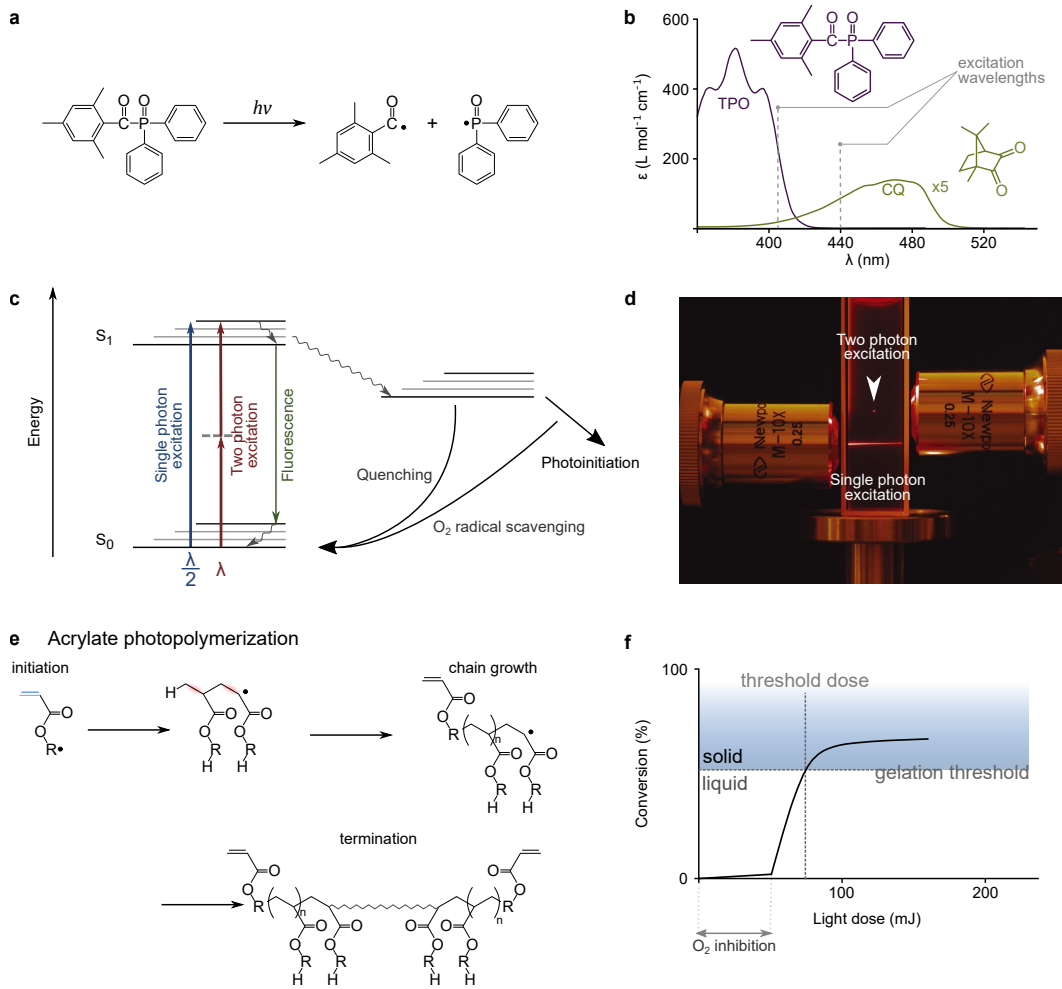 a
O O
C P
hν
O
C
•
+
O
•P
b
600
400
200
ε (L mol⁻¹ cm⁻¹)
O O
C P
TPO
excitation
wavelengths
CQ
x5
O
O
400
440
480
520
λ (nm)
c
Energy
S1
S0
Single photon
excitation
Two photon
excitation
Fluorescence
λ
2
λ
Quenching
O2 radical scavenging
Photoinitiation
d
Two photon
excitation
Single photon
excitation
Newpo
M-10X
0.25
Newpo
M-10X
0.25
e Acrylate photopolymerization
initiation
O
O
R•
H
•
O O
O O
R R
H H
chain growth
O
O
R
n
•
O O
O O
R R
H H
termination
O
O
R
n
O O
O O
R R
H H
O
O
R
n
O O
O O
R R
H H
f
100
0
Conversion (%)
threshold dose
solid
liquid
gelation threshold
0
100
200
Light dose (mJ)
O2 inhibition